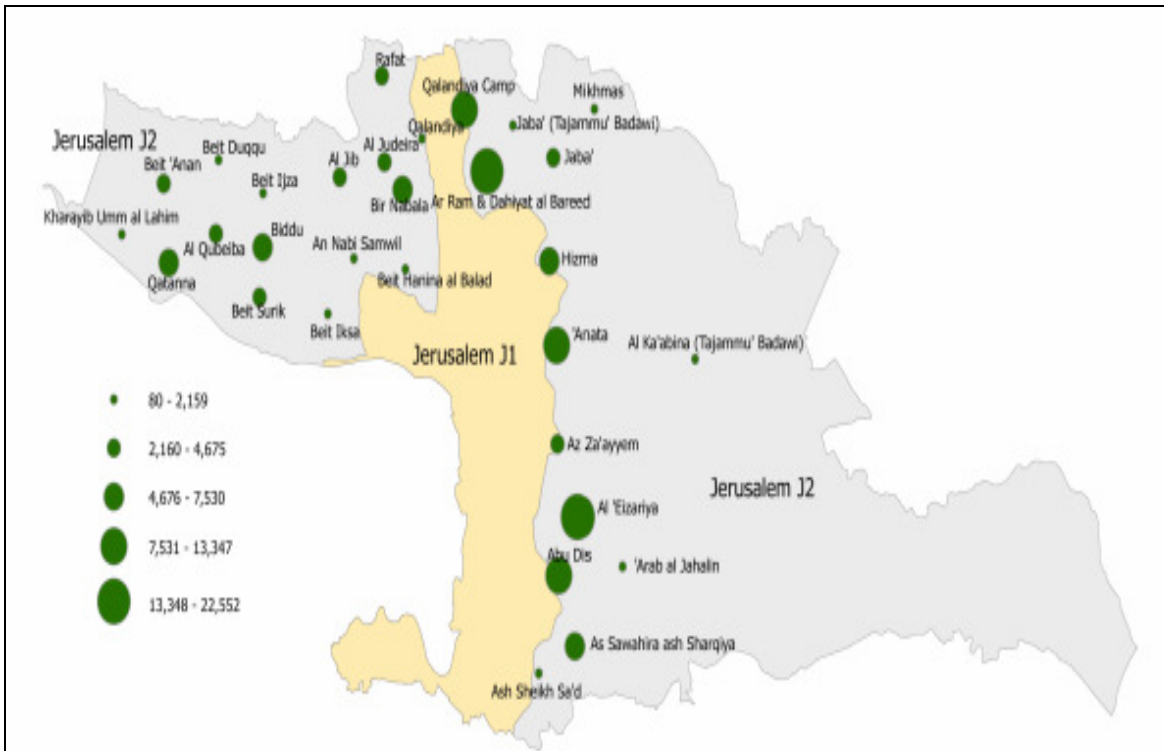 Rafat
Qalandiya Camp
Mikhmas
Jaba' (Tajammu' Badawi)
Qalandiya
Jerusalem J2
Beit Duqqu
Al Jib
Al Judeira
Jaba'
Beit 'Anan
Beit Ijza
Bir Nabala
Ar Ram & Dahiyat al Bareed
Kharayib Umm al Lahim
Al Qubeiba
Biddu
An Nabi Samwil
Hizma
Qatanna
Beit Hanina al Balad
Beit Surik
Beit Iksa
'Anata
Al Ka'abina (Tajammu' Badawi)
Jerusalem J1
80 - 2,159
2,160 - 4,675
Az Za'ayyem
4,676 - 7,530
Jerusalem J2
Al 'Eizariya
7,531 - 13,347
Abu Dis
'Arab al Jahalin
13,348 - 22,552
As Sawahira ash Sharqiya
Ash Sheikh Sa'd